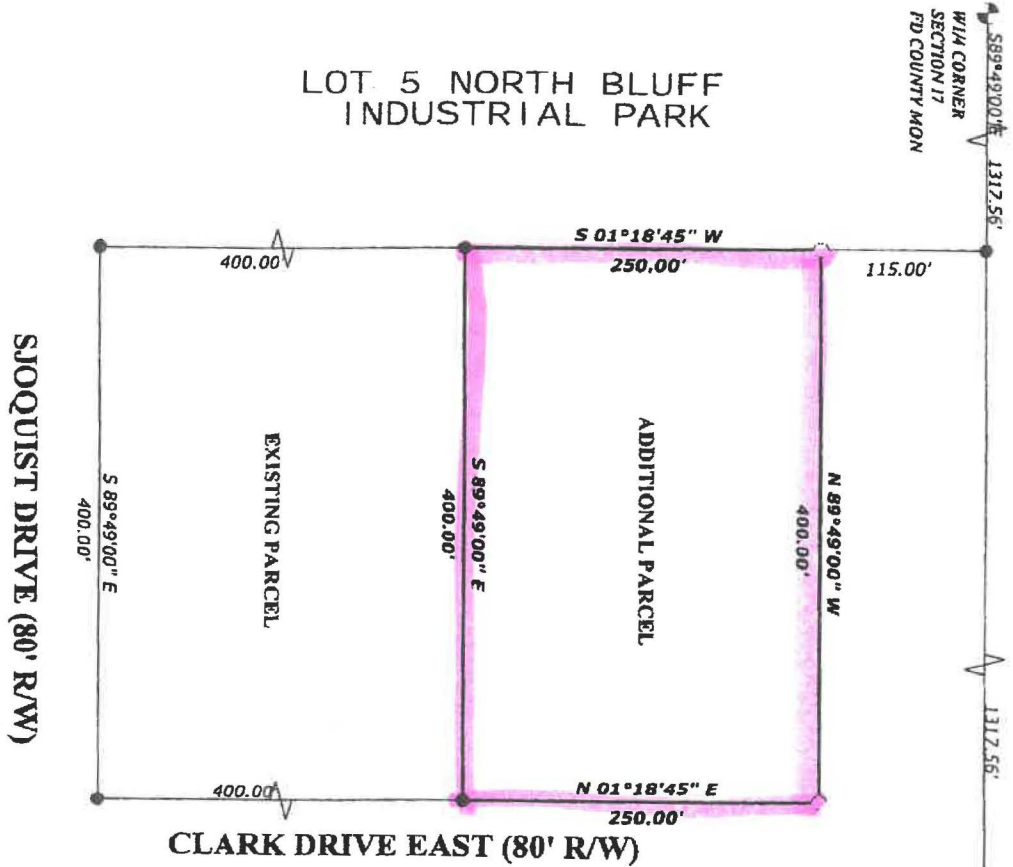 LOT 5 NORTH BLUFF
INDUSTRIAL PARK
W1/4 CORNER
SECTION 17
FD COUNTY MON
S89°49'00"E 1317.56'
1317.56'
S 01°18'45" W
250.00'
400.00
115.00'
N 89°49'00" W
400.00'
ADDITIONAL PARCEL
S 89°49'00" E
400.00'
EXISTING PARCEL
S 89°49'00" E
400.00'
SJOQUIST DRIVE (80' R/W)
400.00
N 01°18'45" E
250.00'
CLARK DRIVE EAST (80' R/W)